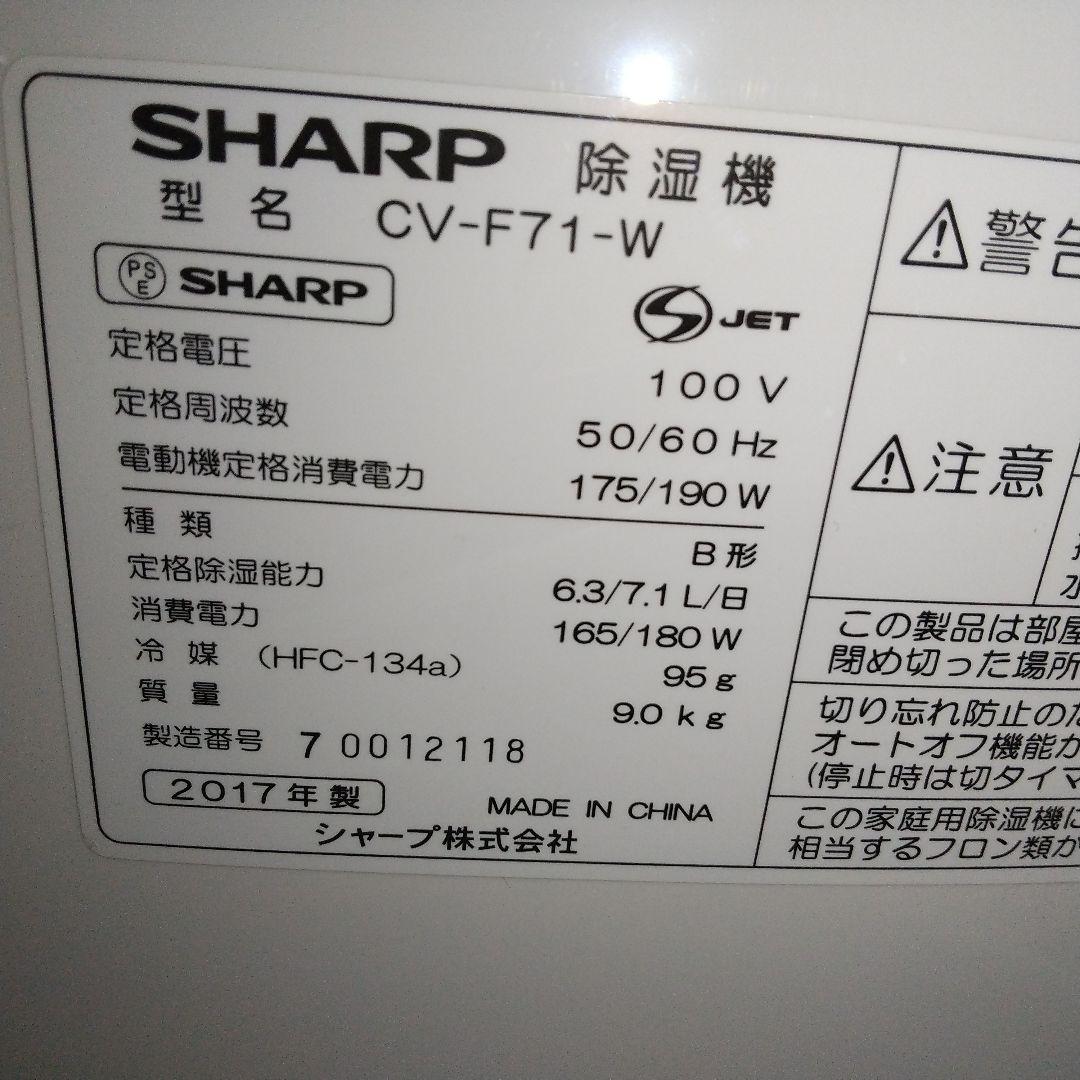 SHARP 除湿機
型名 CV-F71-W
PSE SHARP
S JET
定格電圧 100 V
定格周波数 50/60 Hz
電動機定格消費電力 175/190 W
種類 B形
定格除湿能力 6.3/7.1 L/日
消費電力 165/180 W
冷媒 (HFC-134a) 95 g
質量 9.0 kg
製造番号 7 0012118
2017年製 MADE IN CHINA
シャープ株式会社
警告
注意
この製品は部屋
閉め切った場所
切り忘れ防止のた
オートオフ機能が
(停止時は切タイマ
この家庭用除湿機に
相当するフロン類が